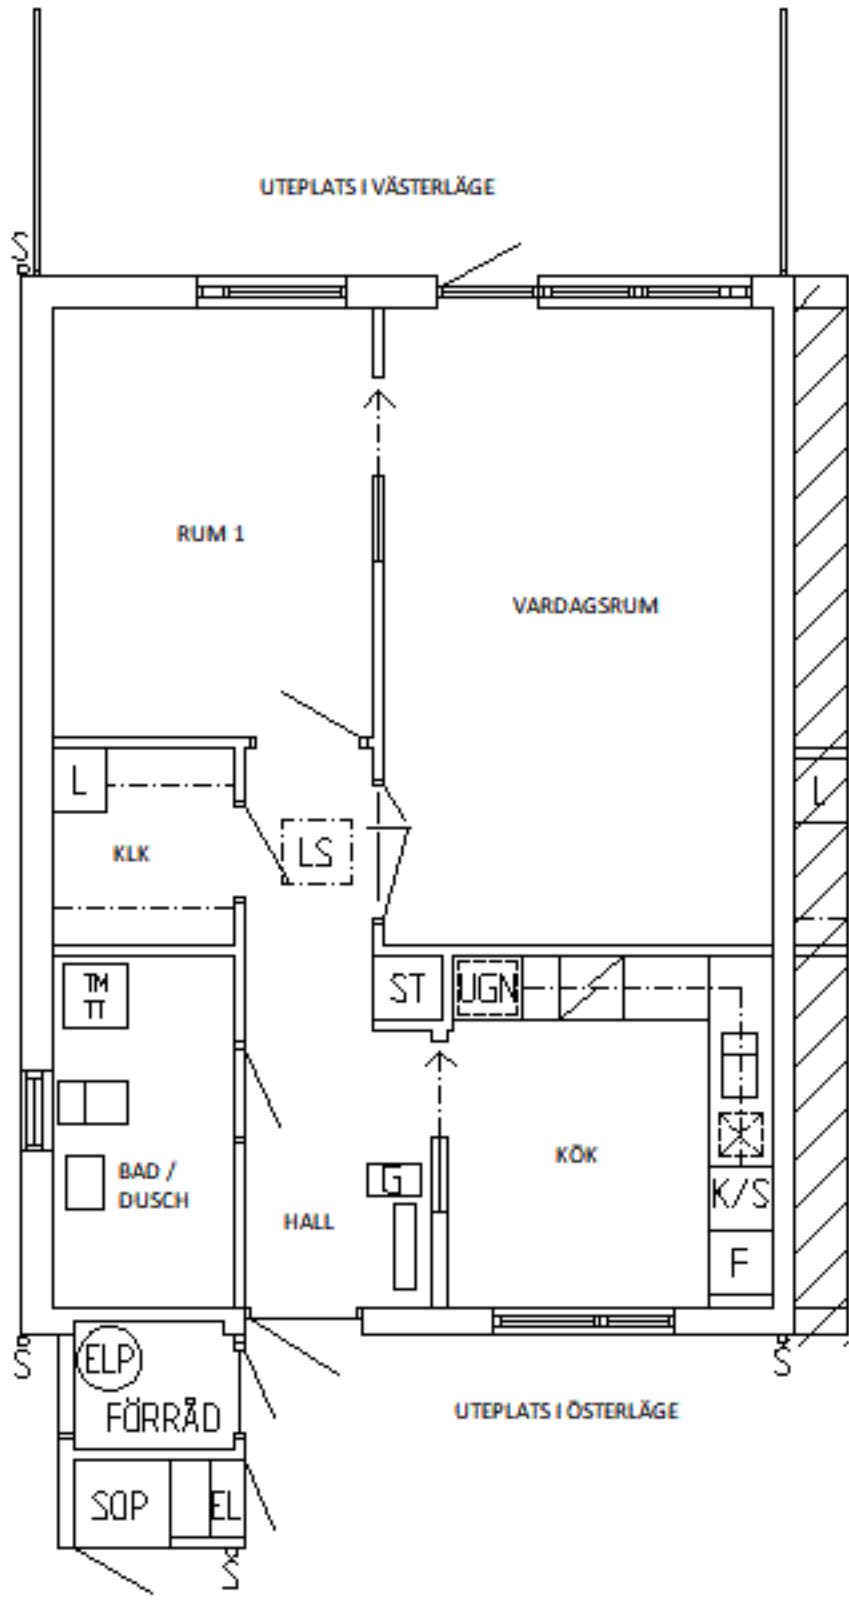 UTEPLATS I VÄSTERLÄGE
S
RUM 1
VARDAGSRUM
L
L
KLK
LS
TM
TT
ST
UGN
BAD /
DUSCH
KÖK
G
K/S
HALL
F
S
ELP
S
FÖRRÅD
UTEPLATS I ÖSTERLÄGE
SOP
EL
S